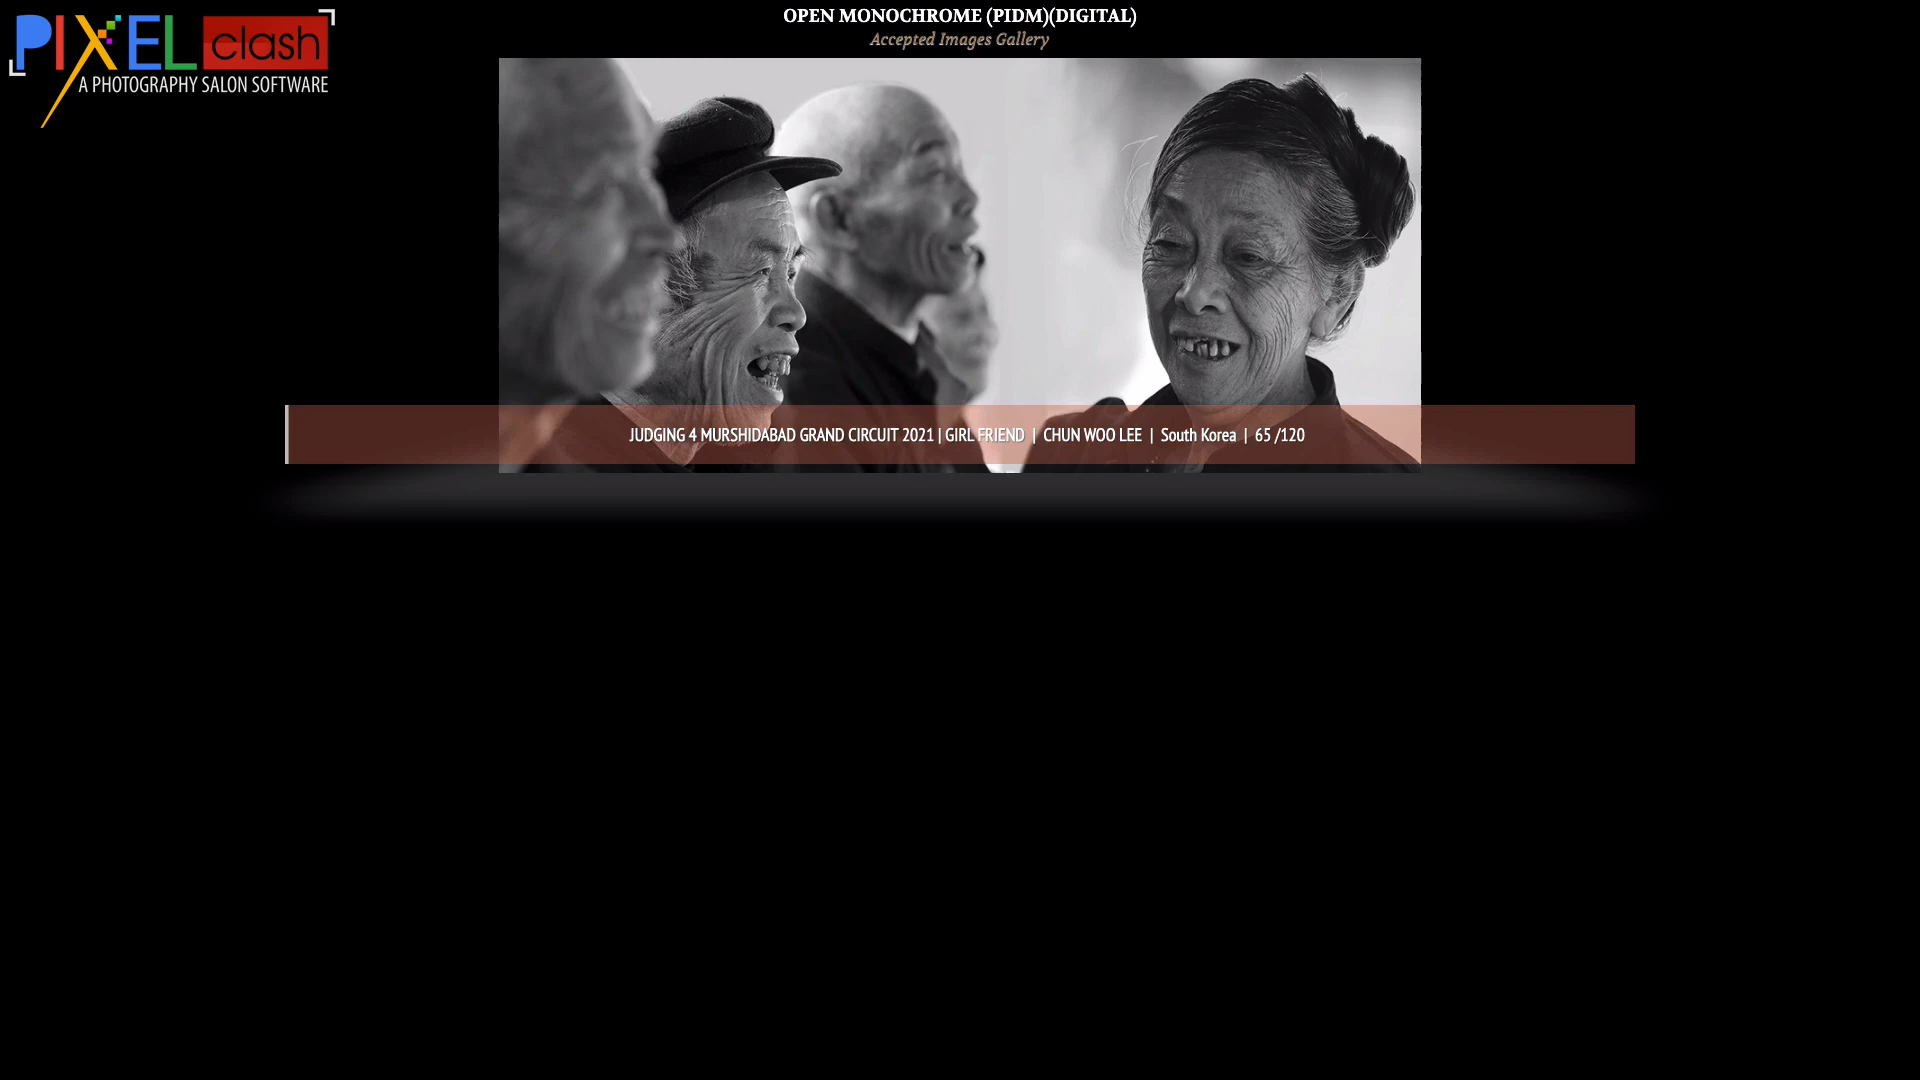 PIXEL clash
A PHOTOGRAPHY SALON SOFTWARE
OPEN MONOCHROME (PIDM)(DIGITAL)
Accepted Images Gallery
JUDGING 4 MURSHIDABAD GRAND CIRCUIT 2021 | GIRL FRIEND | CHUN WOO LEE | South Korea | 65 /120